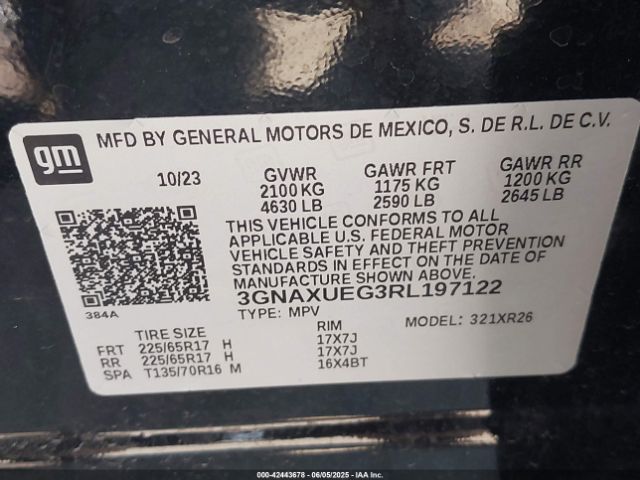 gm
MFD BY GENERAL MOTORS DE MEXICO, S. DE R.L. DE C.V.
10/23 GVWR GAWR FRT GAWR RR
2100 KG 1175 KG 1200 KG
4630 LB 2590 LB 2645 LB
THIS VEHICLE CONFORMS TO ALL
APPLICABLE U.S. FEDERAL MOTOR
VEHICLE SAFETY AND THEFT PREVENTION
STANDARDS IN EFFECT ON THE DATE OF
MANUFACTURE SHOWN ABOVE.
3GNAXUEG3RL197122
384A
TYPE: MPV MODEL: 321XR26
TIRE SIZE RIM
FRT 225/65R17 H 17X7J
RR 225/65R17 H 17X7J
SPA T135/70R16 M 16X4BT
000-42443678 - 06/05/2025 - IAA Inc.